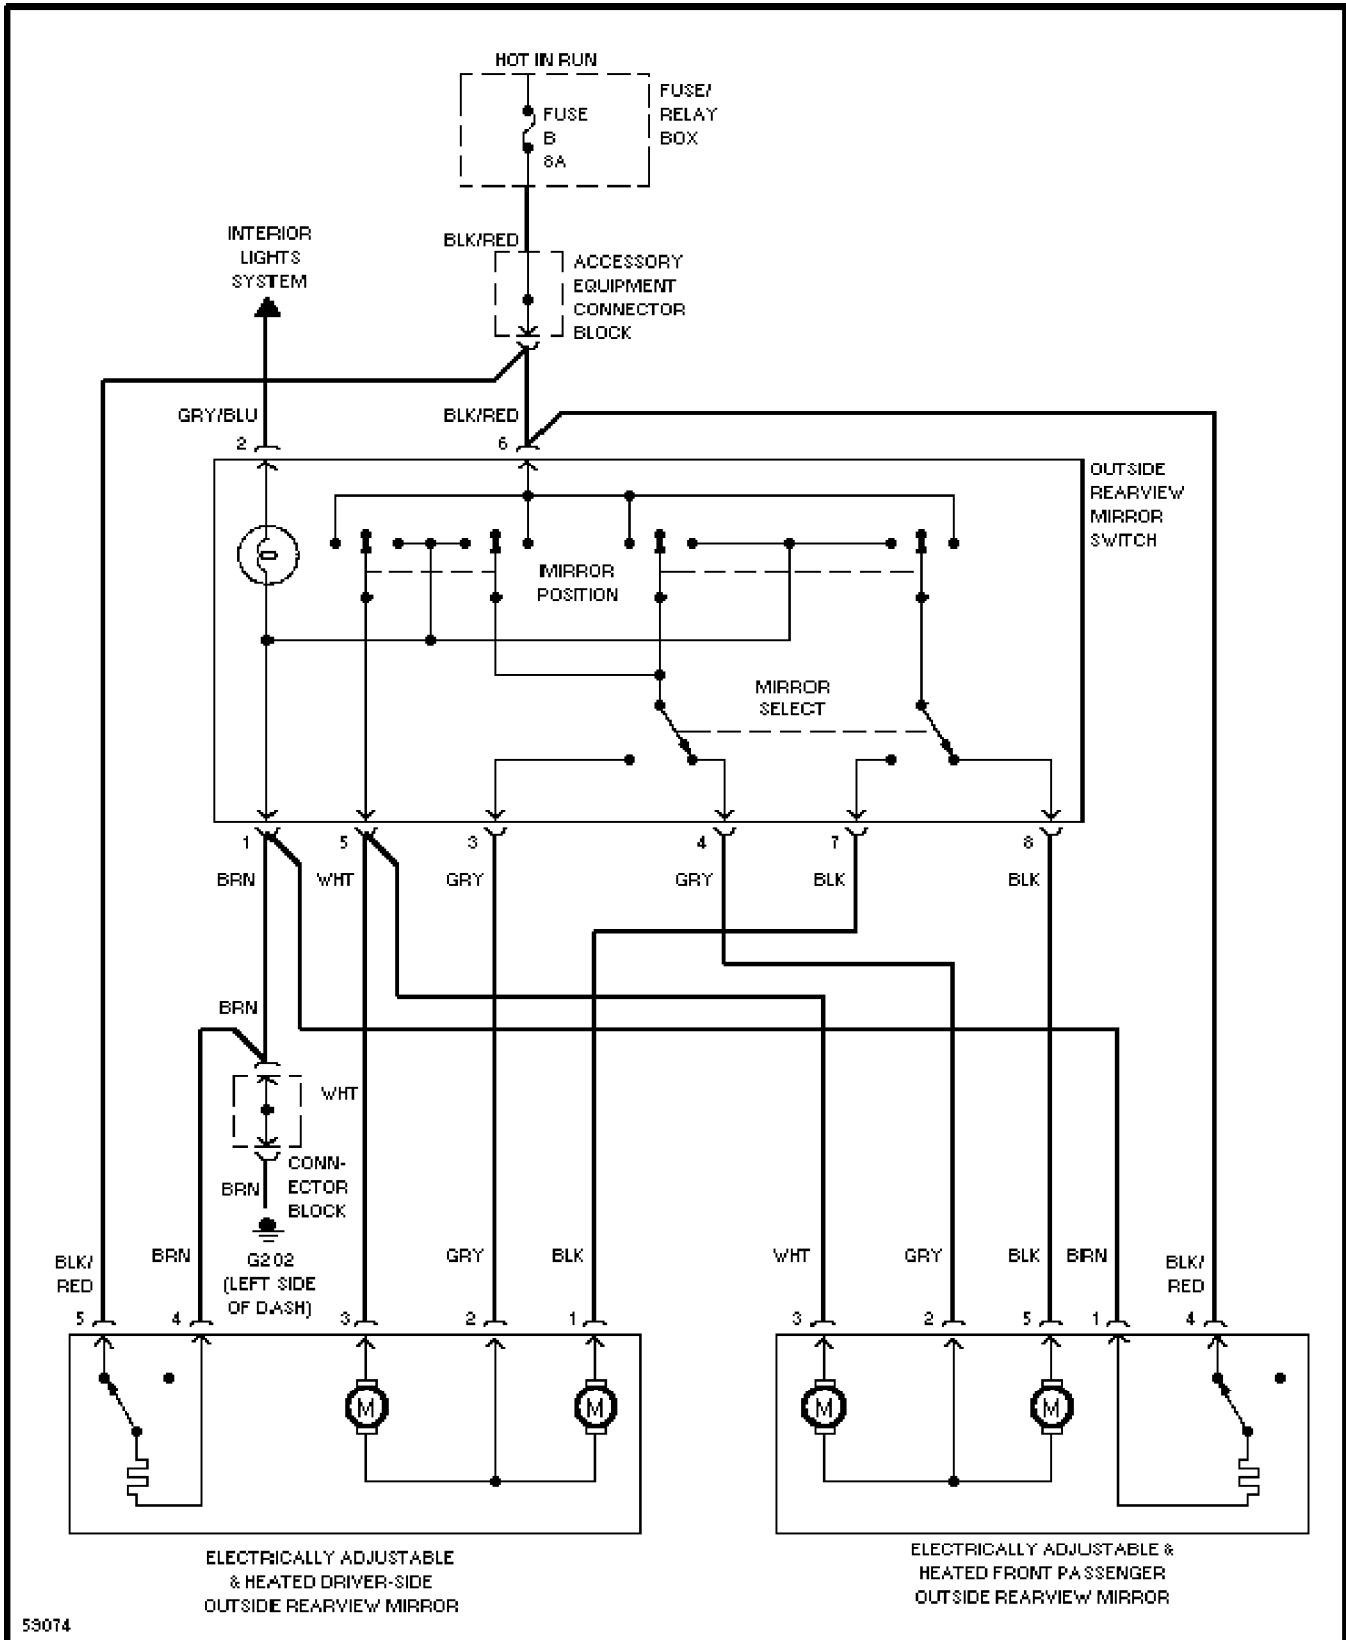 HOT IN RUN
FUSE/
RELAY
BOX
FUSE
B
8A
INTERIOR
LIGHTS
SYSTEM
BLK/RED
ACCESSORY
EQUIPMENT
CONNECTOR
BLOCK
GRY/BLU
BLK/RED
2
6
OUTSIDE
REARVIEW
MIRROR
SWITCH
MIRROR
POSITION
MIRROR
SELECT
1
5
3
4
7
8
BRN
WHT
GRY
GRY
BLK
BLK
BRN
WHT
CONN-
ECTOR
BLOCK
BRN
G202
(LEFT SIDE
OF DASH)
BLK/
RED
BRN
GRY
BLK
WHT
GRY
BLK
BRN
BLK/
RED
5
4
3
2
1
3
2
5
1
4
M
M
M
M
ELECTRICALLY ADJUSTABLE
& HEATED DRIVER-SIDE
OUTSIDE REARVIEW MIRROR
ELECTRICALLY ADJUSTABLE &
HEATED FRONT PASSENGER
OUTSIDE REARVIEW MIRROR
59074